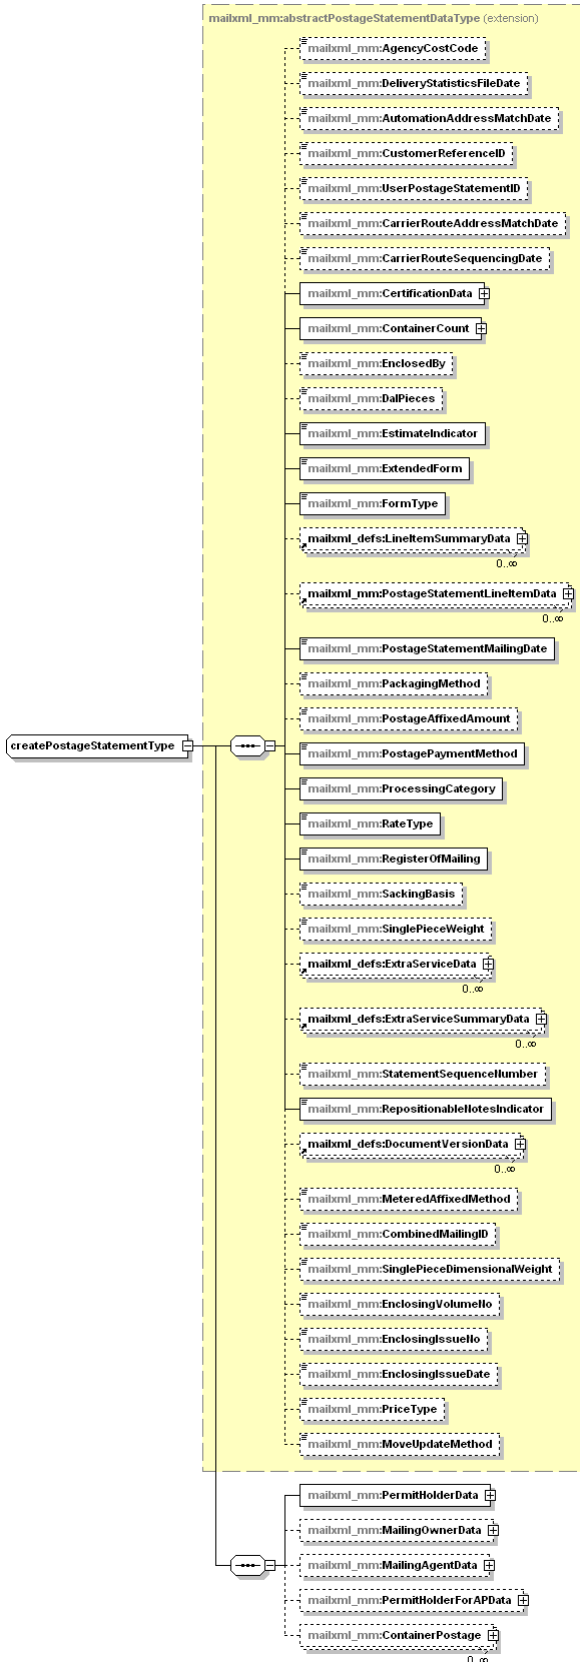 mailxml_mm:abstractPostageStatementDataType (extension)
mailxml_mm:AgencyCostCode
mailxml_mm:DeliveryStatisticsFileDate
mailxml_mm:AutomationAddressMatchDate
mailxml_mm:CustomerReferenceID
mailxml_mm:UserPostageStatementID
mailxml_mm:CarrierRouteAddressMatchDate
mailxml_mm:CarrierRouteSequencingDate
mailxml_mm:CertificationData
mailxml_mm:ContainerCount
mailxml_mm:EnclosedBy
mailxml_mm:DalPieces
mailxml_mm:EstimateIndicator
mailxml_mm:ExtendedForm
mailxml_mm:FormType
mailxml_defs:LineItemSummaryData
0..∞
mailxml_mm:PostageStatementLineItemData
0..∞
mailxml_mm:PostageStatementMailingDate
mailxml_mm:PackagingMethod
mailxml_mm:PostageAffixedAmount
createPostageStatementType
mailxml_mm:PostagePaymentMethod
mailxml_mm:ProcessingCategory
mailxml_mm:RateType
mailxml_mm:RegisterOfMailing
mailxml_mm:SackingBasis
mailxml_mm:SinglePieceWeight
mailxml_defs:ExtraServiceData
0..∞
mailxml_defs:ExtraServiceSummaryData
0..∞
mailxml_mm:StatementSequenceNumber
mailxml_mm:RepositionableNotesIndicator
mailxml_defs:DocumentVersionData
0..∞
mailxml_mm:MeteredAffixedMethod
mailxml_mm:CombinedMailingID
mailxml_mm:SinglePieceDimensionalWeight
mailxml_mm:EnclosingVolumeNo
mailxml_mm:EnclosingIssueNo
mailxml_mm:EnclosingIssueDate
mailxml_mm:PriceType
mailxml_mm:MoveUpdateMethod
mailxml_mm:PermitHolderData
mailxml_mm:MailingOwnerData
mailxml_mm:MailingAgentData
mailxml_mm:PermitHolderForAPData
mailxml_mm:ContainerPostage
0..∞